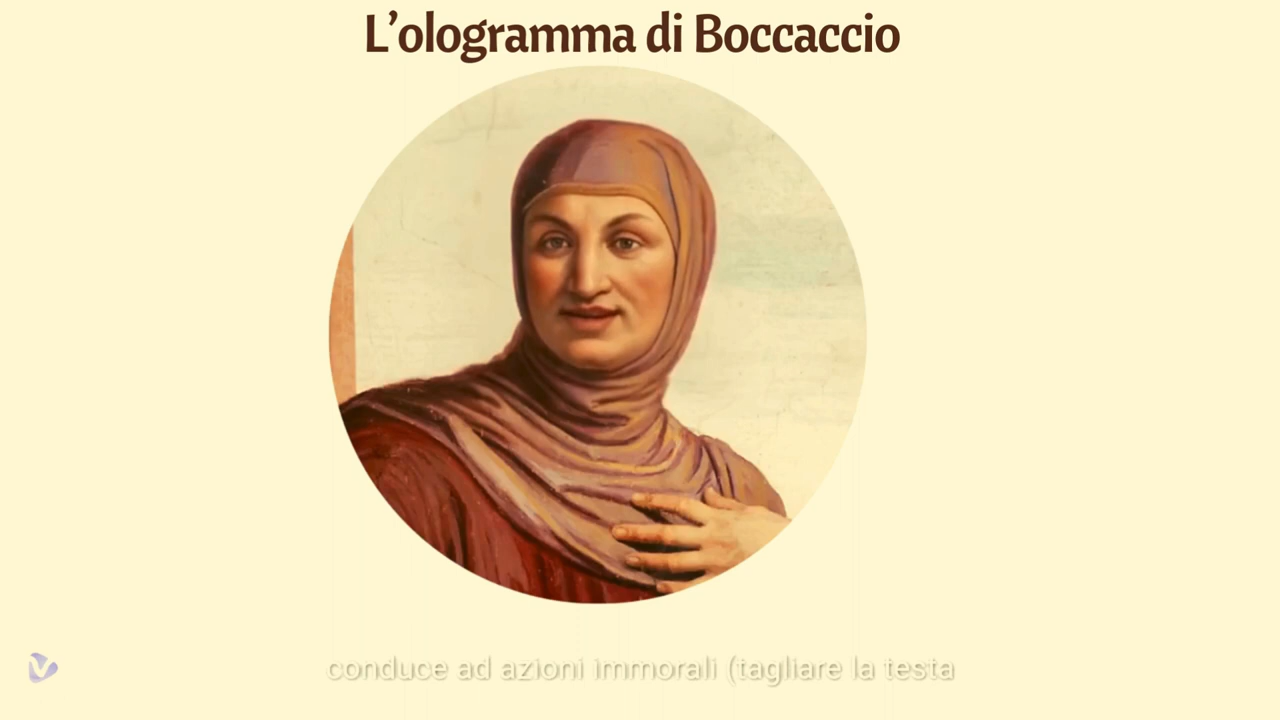 L’ologramma di Boccaccio
conduce ad azioni immorali (tagliare la testa